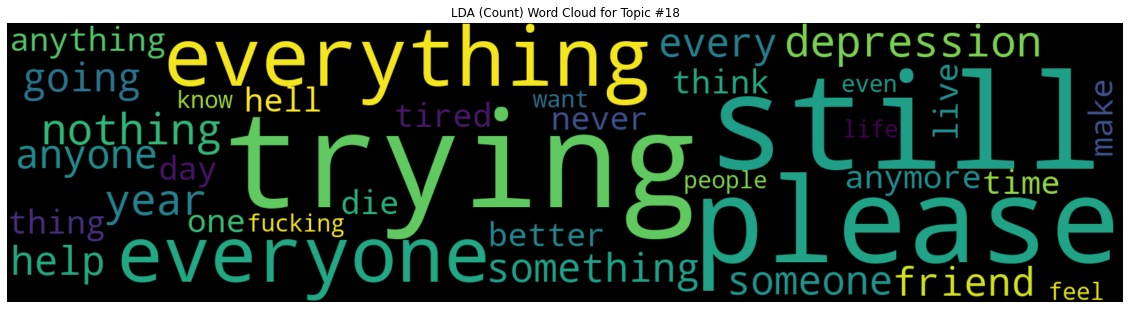 LDA (Count) Word Cloud for Topic #18
anything everything every depression
going know hell tired want never think even live make
nothing trying still life
anyone day year one fucking die people anymore time
thing everyone better please
help something someone friend feel